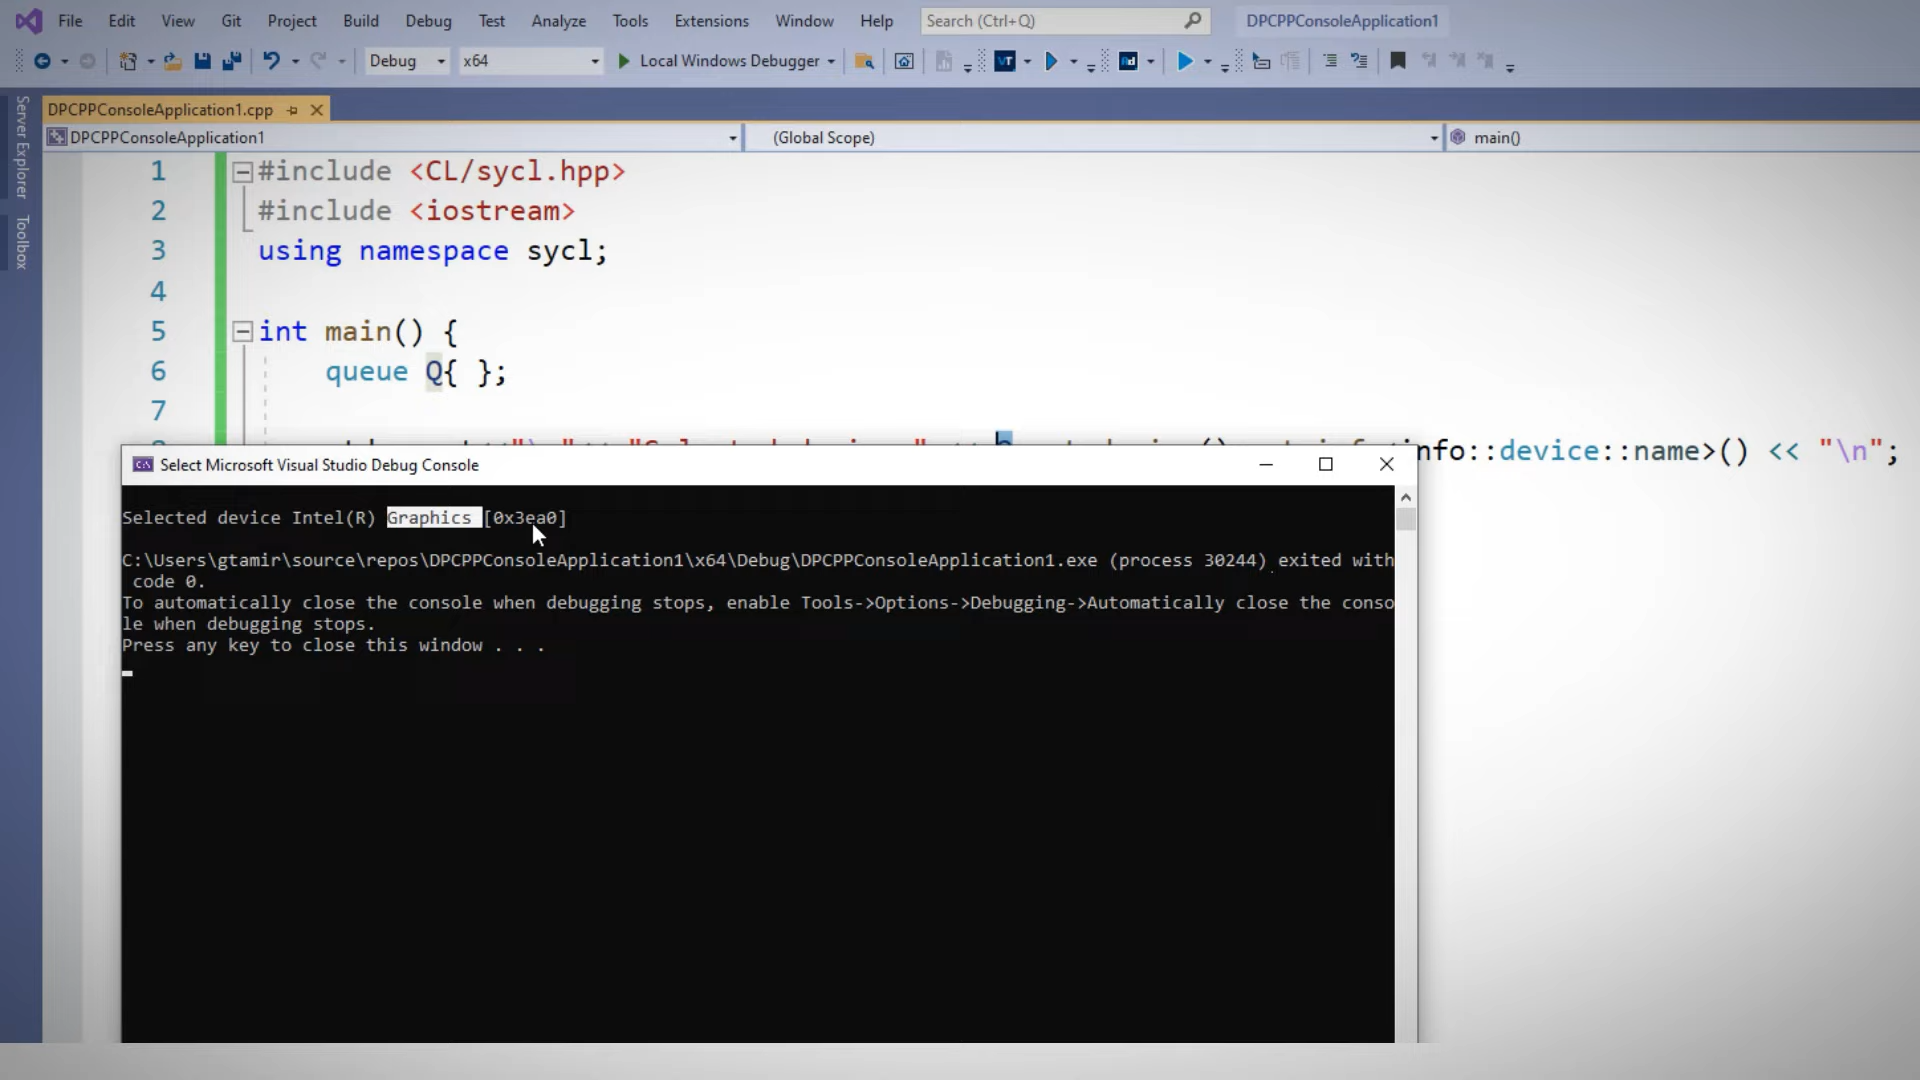 File Edit View Git Project Build Debug Test Analyze Tools Extensions Window Help Search (Ctrl+Q) DPCPPConsoleApplication1
Debug x64 Local Windows Debugger
Server Explorer
Toolbox
DPCPPConsoleApplication1.cpp
DPCPPConsoleApplication1 (Global Scope) main()
1 #include <CL/sycl.hpp>
2 #include <iostream>
3 using namespace sycl;
4
5 int main() {
6 queue Q{ };
7
info::device::name>() << "\n";
Select Microsoft Visual Studio Debug Console
Selected device Intel(R) Graphics [0x3ea0]
C:\Users\gtamir\source\repos\DPCPPConsoleApplication1\x64\Debug\DPCPPConsoleApplication1.exe (process 30244) exited with
code 0.
To automatically close the console when debugging stops, enable Tools->Options->Debugging->Automatically close the conso
le when debugging stops.
Press any key to close this window . . .